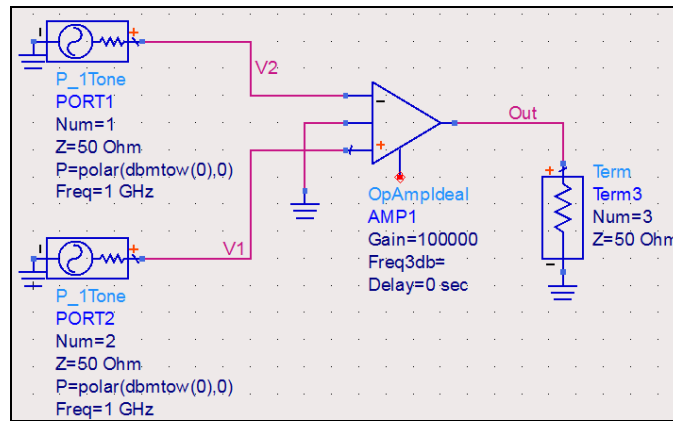 P_1Tone
PORT1
Num=1
Z=50 Ohm
P=polar(dbmtow(0),0)
Freq=1 GHz
V2
Out
OpAmpIdeal
AMP1
Gain=100000
Freq3db=
Delay=0 sec
Term
Term3
Num=3
Z=50 Ohm
V1
P_1Tone
PORT2
Num=2
Z=50 Ohm
P=polar(dbmtow(0),0)
Freq=1 GHz